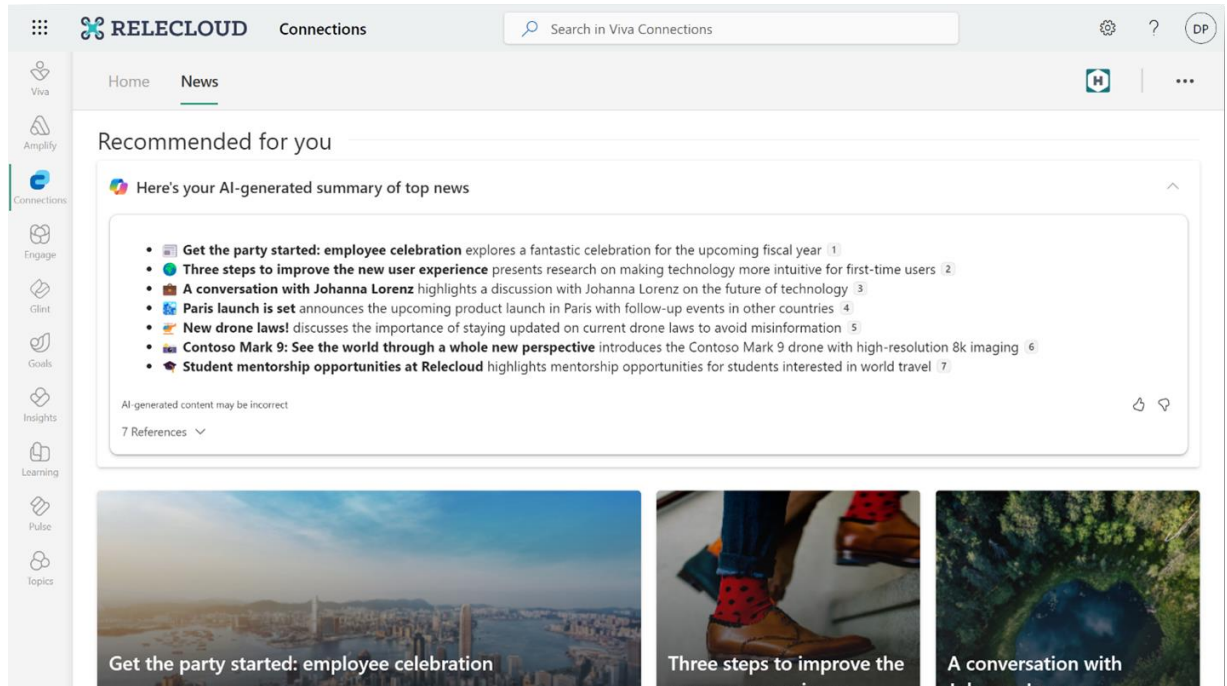 RELECLOUD
Connections
Search in Viva Connections
?
DP
Viva
Amplify
Connections
Engage
Glint
Goals
Insights
Learning
Pulse
Topics
Home
News
H
Recommended for you
Here's your AI-generated summary of top news
• Get the party started: employee celebration explores a fantastic celebration for the upcoming fiscal year 1
• Three steps to improve the new user experience presents research on making technology more intuitive for first-time users 2
• A conversation with Johanna Lorenz highlights a discussion with Johanna Lorenz on the future of technology 3
• Paris launch is set announces the upcoming product launch in Paris with follow-up events in other countries 4
• New drone laws! discusses the importance of staying updated on current drone laws to avoid misinformation 5
• Contoso Mark 9: See the world through a whole new perspective introduces the Contoso Mark 9 drone with high-resolution 8k imaging 6
• Student mentorship opportunities at Relecloud highlights mentorship opportunities for students interested in world travel 7
AI-generated content may be incorrect
7 References
Get the party started: employee celebration
Three steps to improve the
A conversation with